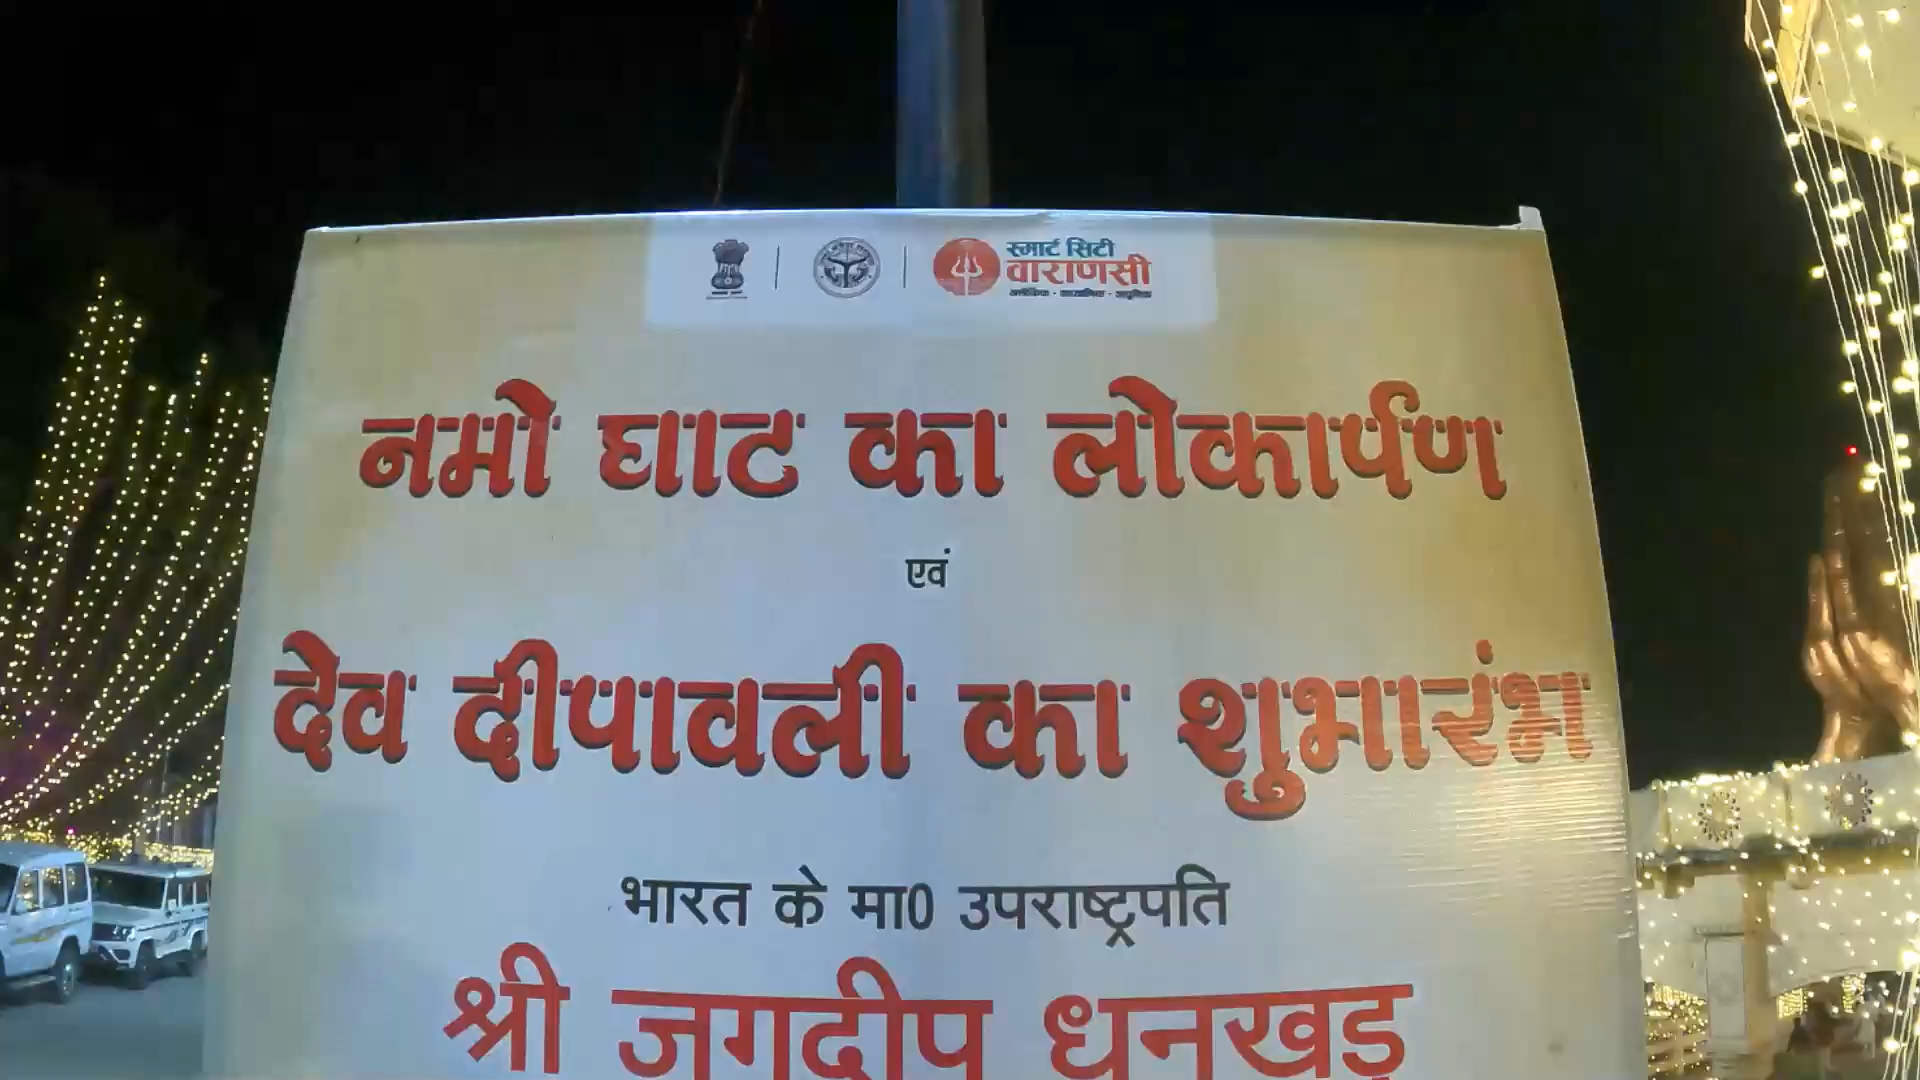 स्मार्ट सिटी
वाराणसी
नमो घाट का लोकार्पण
एवं
देव दीपावली का शुभारंभ
भारत के मा0 उपराष्ट्रपति
श्री जगदीप धनखड़